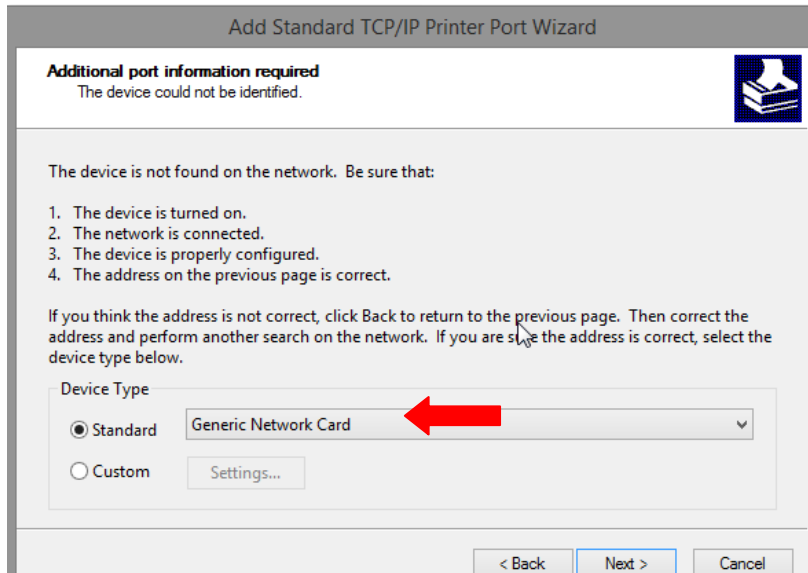 Add Standard TCP/IP Printer Port Wizard
Additional port information required
The device could not be identified.
The device is not found on the network. Be sure that:
1. The device is turned on.
2. The network is connected.
3. The device is properly configured.
4. The address on the previous page is correct.
If you think the address is not correct, click Back to return to the previous page. Then correct the
address and perform another search on the network. If you are sure the address is correct, select the
device type below.
Device Type
Standard
Generic Network Card
Custom
Settings...
< Back
Next >
Cancel